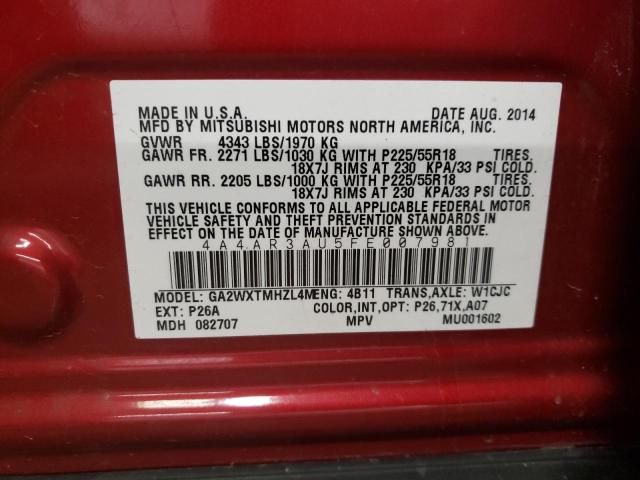 MADE IN U.S.A. DATE AUG. 2014
MFD BY MITSUBISHI MOTORS NORTH AMERICA, INC.
GVWR 4343 LBS/1970 KG
GAWR FR. 2271 LBS/1030 KG WITH P225/55R18 TIRES.
18X7J RIMS AT 230 KPA/33 PSI COLD.
GAWR RR. 2205 LBS/1000 KG WITH P225/55R18 TIRES.
18X7J RIMS AT 230 KPA/33 PSI COLD.
THIS VEHICLE CONFORMS TO ALL APPLICABLE FEDERAL MOTOR
VEHICLE SAFETY AND THEFT PREVENTION STANDARDS IN
EFFECT ON THE DATE OF MANUFACTURE SHOWN ABOVE.
4A4AR3AU5FE007981
MODEL: GA2WXTMHZL4M ENG: 4B11 TRANS,AXLE: W1CJC
EXT: P26A COLOR,INT,OPT: P26,71X,A07
MDH 082707 MPV MU001602